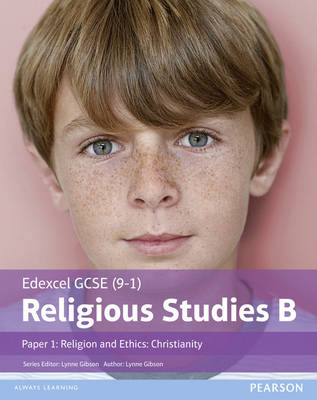 Edexcel GCSE (9-1)
Religious Studies B
Paper 1: Religion and Ethics: Christianity
Series Editor: Lynne Gibson Author: Lynne Gibson
ALWAYS LEARNING PEARSON